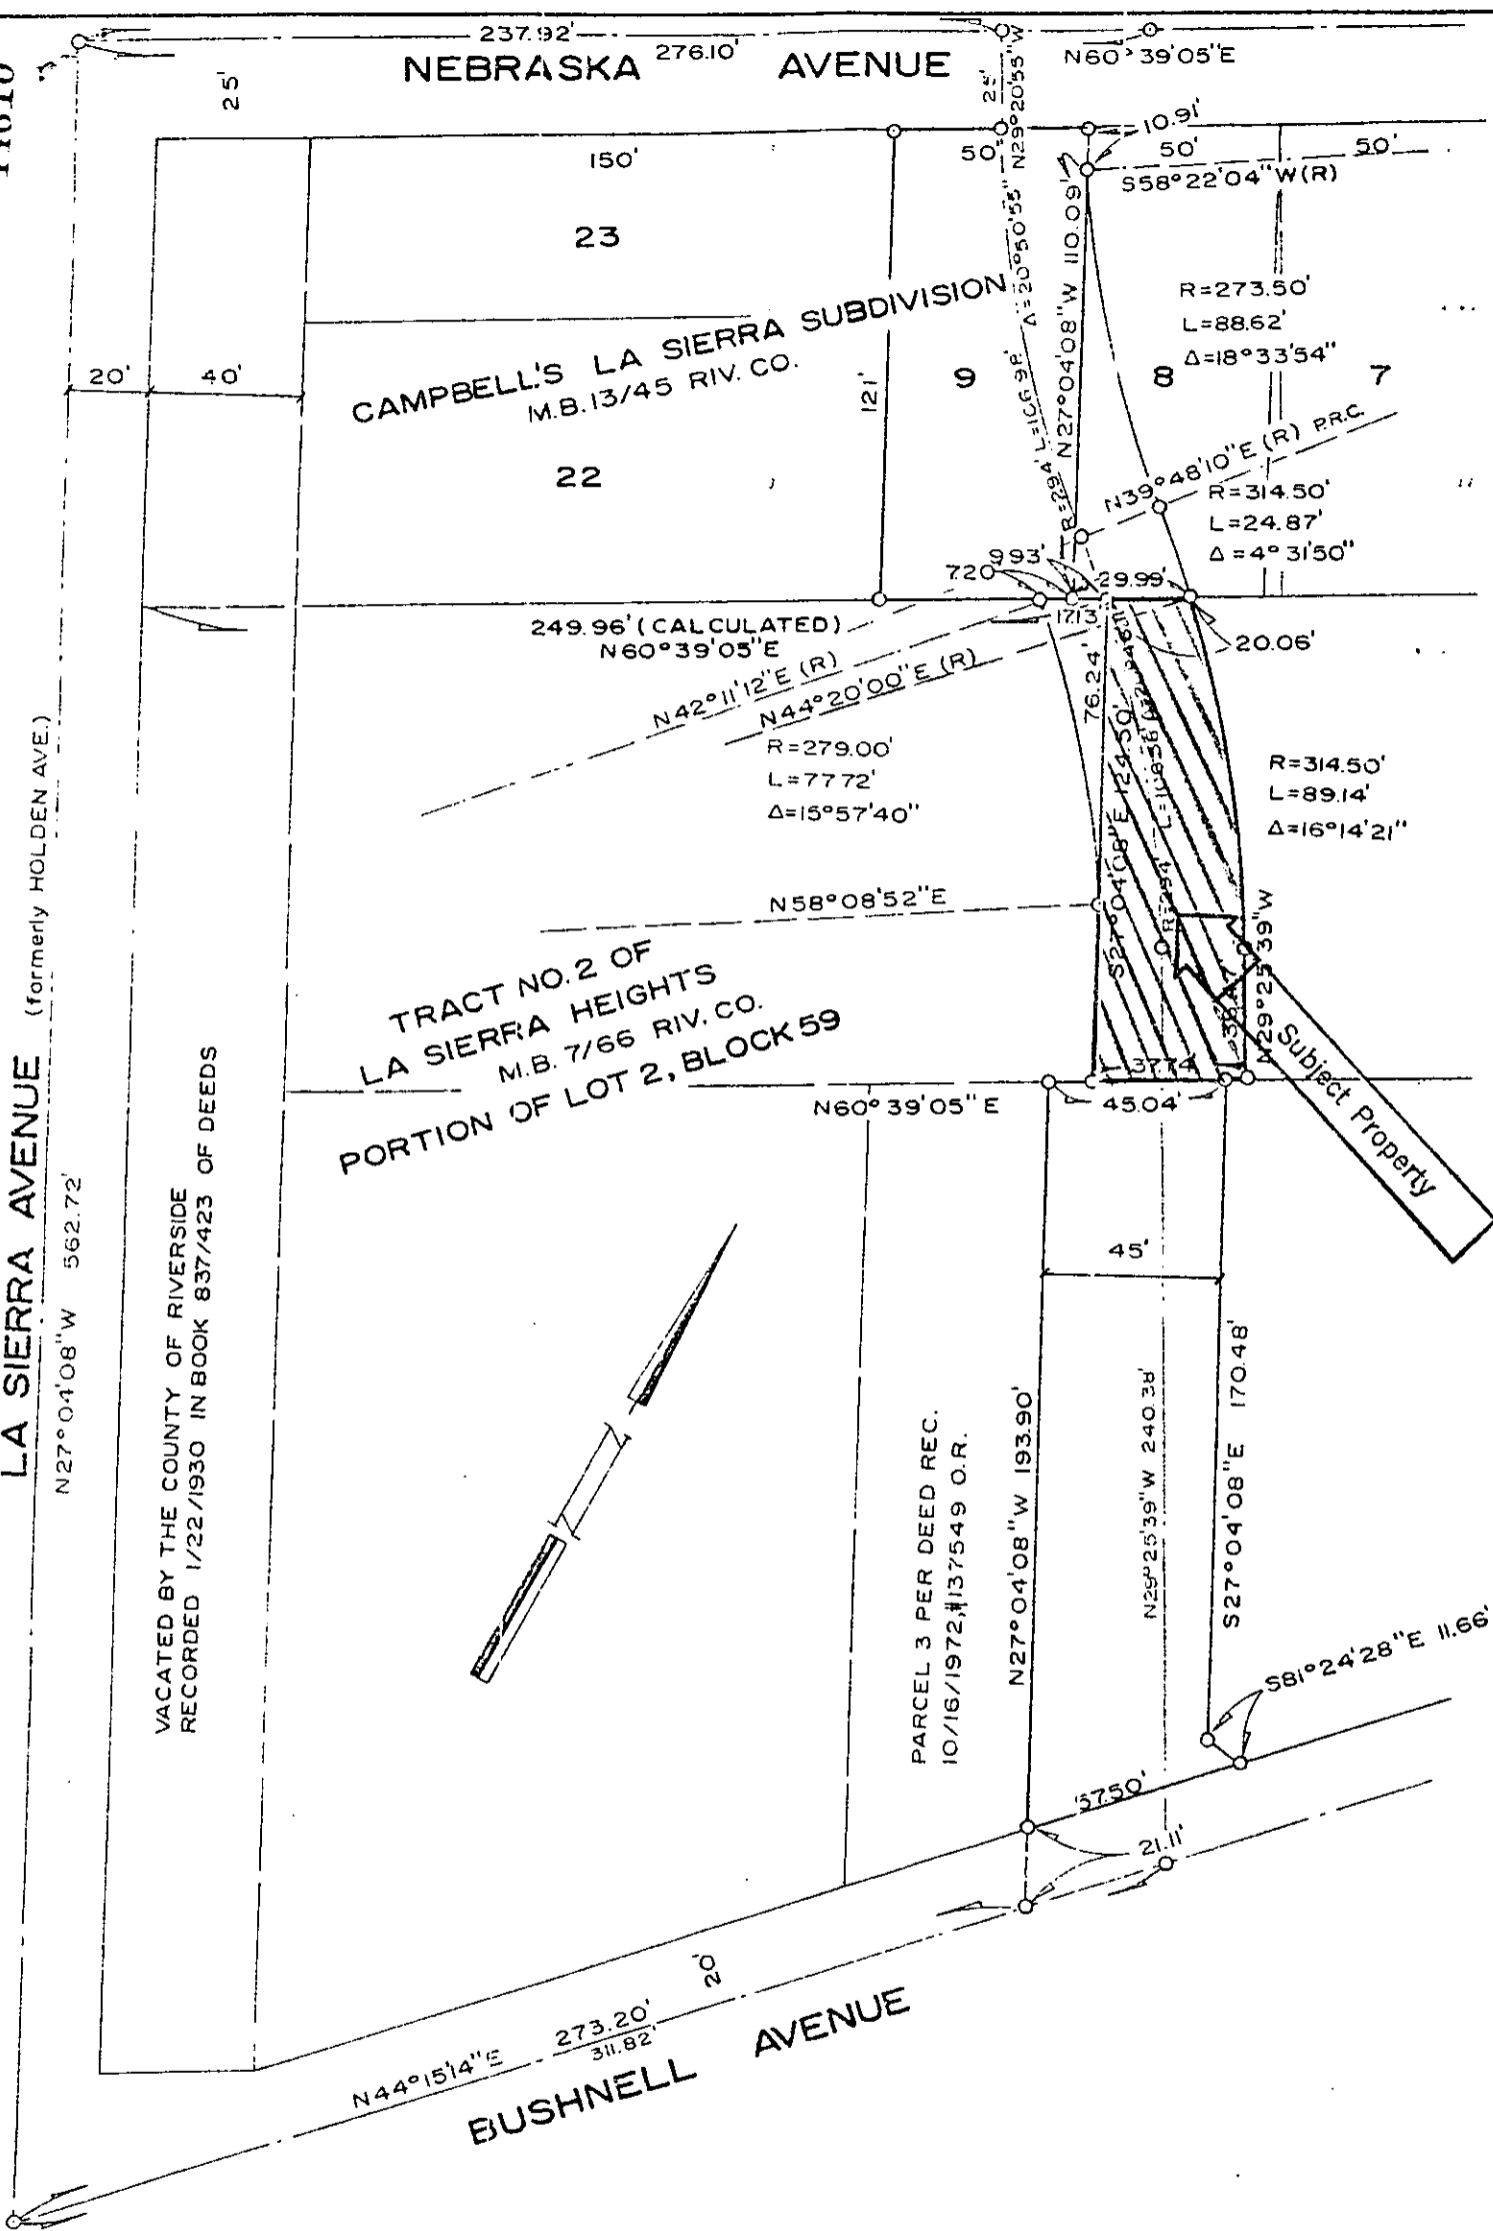 237.92'
276.10'
NEBRASKA AVENUE
N60°39'05"E
25'
25'
N29°20'55"W
10.91'
150'
50'
50'
50'
S58°22'04"W(R)
23
Δ=20°50'55"
N27°04'08"W 110.09'
CAMPBELL'S LA SIERRA SUBDIVISION
M.B.13/45 RIV. CO.
R=273.50'
L=88.62'
Δ=18°33'54"
20'
40'
121'
9
8
7
22
R=294'
N39°48'10"E (R) P.R.C.
R=314.50'
L=24.87'
Δ=4°31'50"
9.93'
7.20
29.99'
17.13'
249.96' (CALCULATED)
N60°39'05"E
20.06'
N42°11'12"E (R)
N44°20'00"E (R)
76.24'
S27°04'08"E 124.50'
R=294'
R=279.00'
L=77.72'
Δ=15°57'40"
R=314.50'
L=89.14'
Δ=16°14'21"
N58°08'52"E
N29°25'39"W
Subject Property
TRACT NO.2 OF
LA SIERRA HEIGHTS
M.B. 7/66 RIV. CO.
PORTION OF LOT 2, BLOCK 59
37.74'
N60°39'05"E
45.04'
LA SIERRA AVENUE (formerly HOLDEN AVE.)
N27°04'08"W 562.72'
VACATED BY THE COUNTY OF RIVERSIDE
RECORDED 1/22/1930 IN BOOK 837/423 OF DEEDS
45'
PARCEL 3 PER DEED REC.
10/16/1972,#137549 O.R.
N27°04'08"W 193.90'
N29°25'39"W 240.38'
S27°04'08"E 170.48'
S81°24'28"E 11.66'
57.50'
21.11'
20'
N44°15'14"E
273.20'
311.82'
BUSHNELL AVENUE